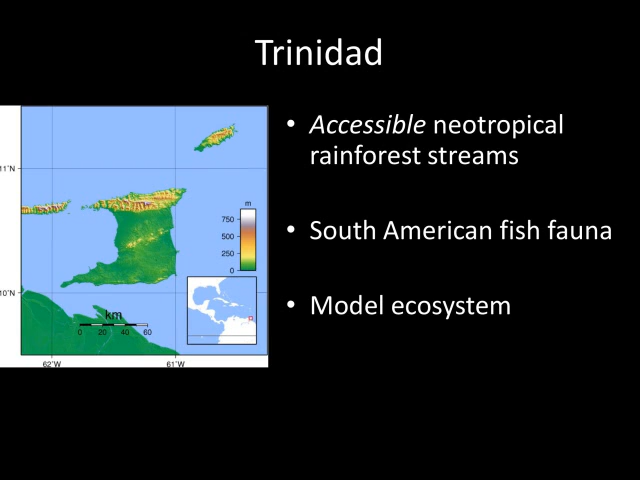 Trinidad
• Accessible neotropical
rainforest streams
• South American fish fauna
• Model ecosystem
11°N
10°N
m
750
500
250
0
km
0 20 40 60
62°W 61°W